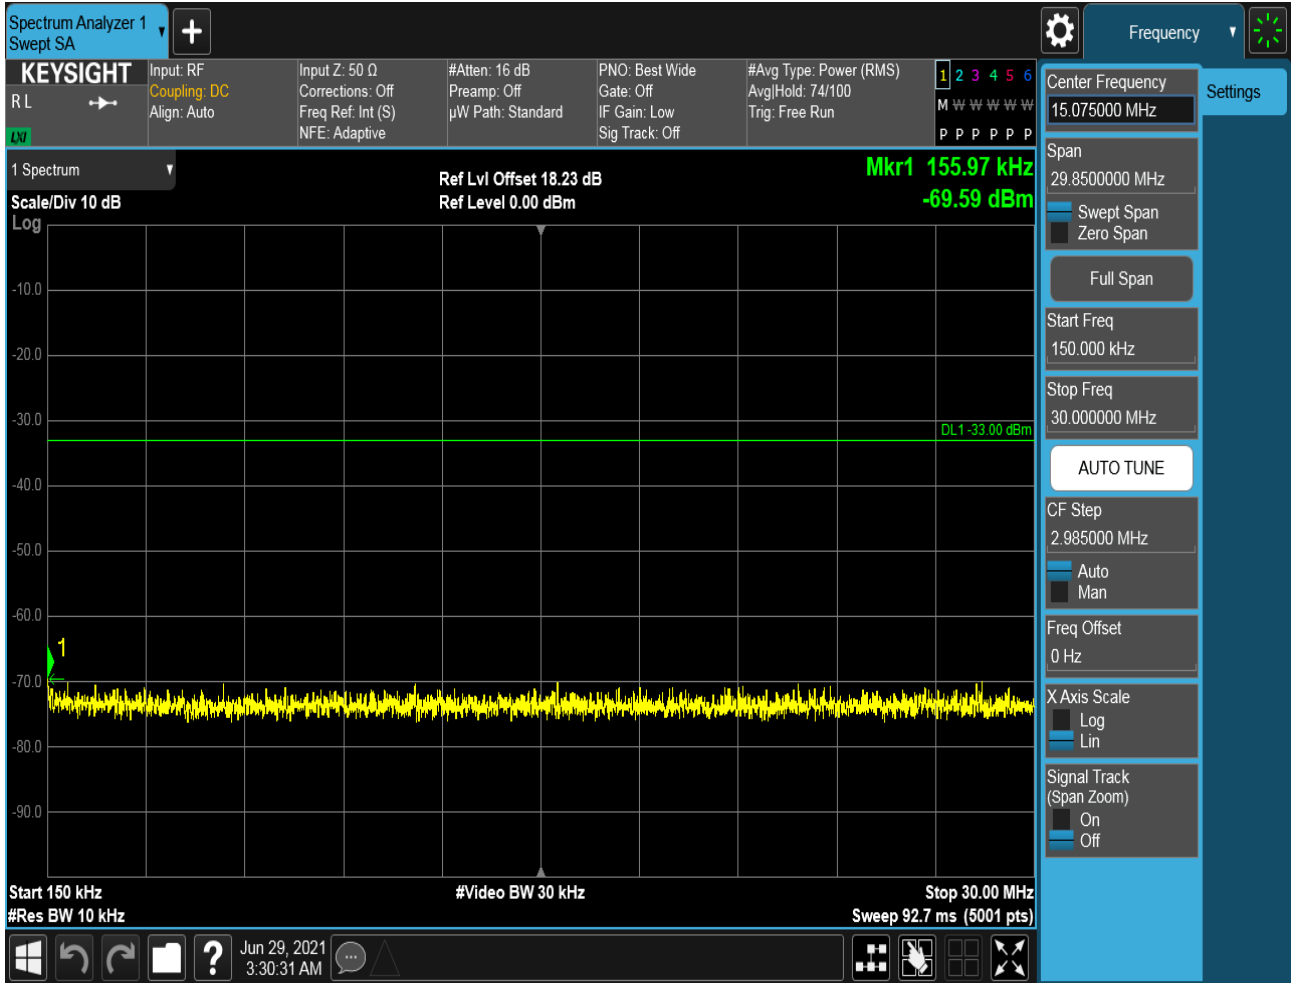 Spectrum Analyzer 1
Swept SA
Frequency
KEYSIGHT
R L
LXI
Input: RF
Coupling: DC
Align: Auto
Input Z: 50 Ω
Corrections: Off
Freq Ref: Int (S)
NFE: Adaptive
#Atten: 16 dB
Preamp: Off
µW Path: Standard
PNO: Best Wide
Gate: Off
IF Gain: Low
Sig Track: Off
#Avg Type: Power (RMS)
Avg|Hold: 74/100
Trig: Free Run
1 2 3 4 5 6
M W W W W W
P P P P P P
1 Spectrum
Scale/Div 10 dB
Log
Ref Lvl Offset 18.23 dB
Ref Level 0.00 dBm
Mkr1 155.97 kHz
-69.59 dBm
-10.0
-20.0
-30.0
DL1 -33.00 dBm
-40.0
-50.0
-60.0
1
-70.0
-80.0
-90.0
Start 150 kHz
#Res BW 10 kHz
#Video BW 30 kHz
Stop 30.00 MHz
Sweep 92.7 ms (5001 pts)
Center Frequency
15.075000 MHz
Settings
Span
29.8500000 MHz
Swept Span
Zero Span
Full Span
Start Freq
150.000 kHz
Stop Freq
30.000000 MHz
AUTO TUNE
CF Step
2.985000 MHz
Auto
Man
Freq Offset
0 Hz
X Axis Scale
Log
Lin
Signal Track
(Span Zoom)
On
Off
?
Jun 29, 2021
3:30:31 AM